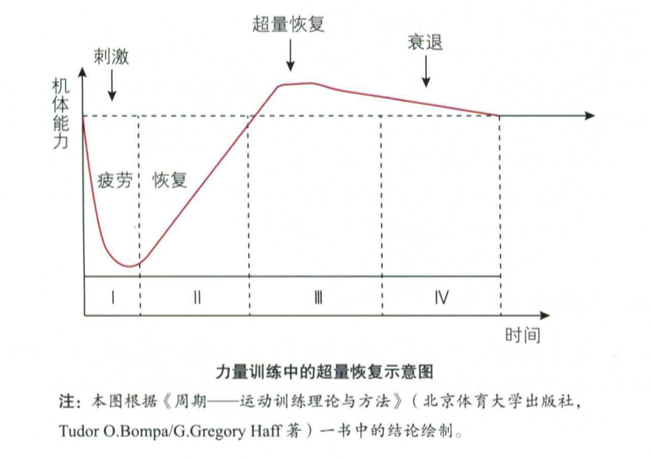 超量恢复
衰退
刺激
机体能力
疲劳 恢复
I II III IV
时间
力量训练中的超量恢复示意图
注：本图根据《周期——运动训练理论与方法》（北京体育大学出版社，
Tudor O.Bompa/G.Gregory Haff 著）一书中的结论绘制。